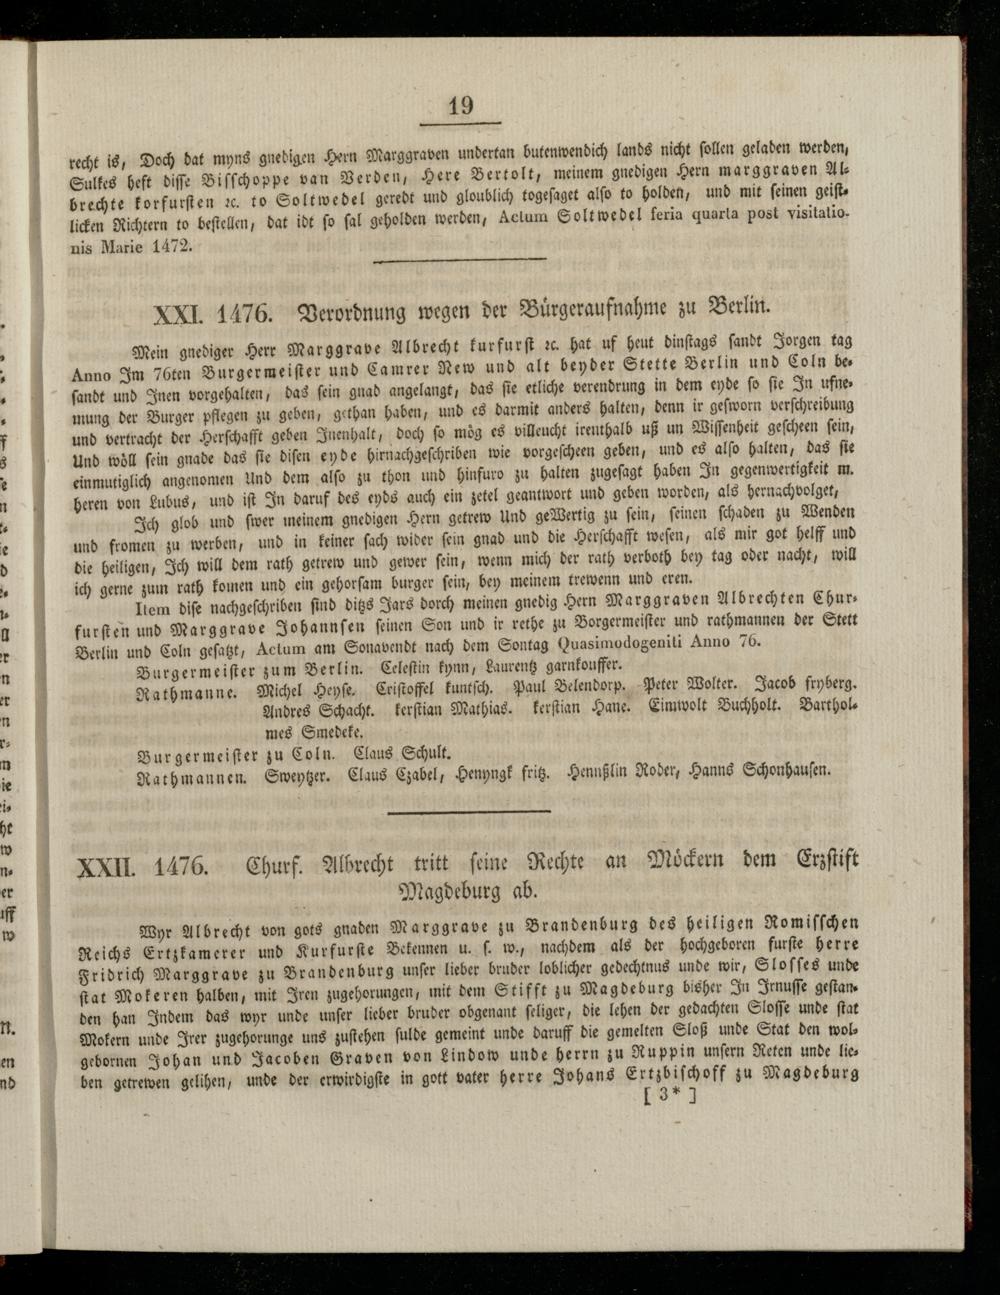 19
recht is, Doch dat myns gnedigen Hern Marggraven undertan butenwendich lands nicht sollen geladen werden,
Sulkes heft disse Bisschoppe van Verden, Here Bertolt, meinem gnedigen Hern marggraven Al-
brechte korfursten ꝛc. to Soltwedel geredt und gloublich togesaget also to holden, und mit seinen geist-
licken Richtern to bestellen, dat idt so sal geholden werden, Actum Soltwedel feria quarta post visitatio-
nis Marie 1472.
XXI. 1476. Verordnung wegen der Bürgeraufnahme zu Berlin.
Mein gnediger Herr Marggrave Albrecht kurfurst ꝛc. hat uf heut dinstags sandt Jorgen tag
Anno Im 76ten Burgermeister und Camrer New und alt beyder Stette Berlin und Coln be-
sandt und Inen vorgehalten, das sein gnad angelangt, das sie etliche verendrung in dem eyde so sie In ufne-
mung der Burger pflegen zu geben, gethan haben, und es darmit anders halten, denn ir gesworn verschreibung
und vertracht der Herschafft geben Inenhalt, doch so mög es villeucht irenthalb uß un Wissenheit gescheen sein,
Und wöll sein gnade das sie disen eyde hirnachgeschriben wie vorgescheen geben, und es also halten, das sie
einmutiglich angenomen Und dem also zu thon und hinfuro zu halten zugesagt haben In gegenwertigkeit m.
heren von Lubus, und ist In daruf des eyds auch ein zetel geantwort und geben worden, als hernachvolget,
Ich glob und swer meinem gnedigen Hern getrew Und geWertig zu sein, seinen schaden zu Wenden
und fromen zu werben, und in keiner sach wider sein gnad und die Herschafft wesen, als mir got helff und
die heiligen, Ich will dem rath getrew und gewer sein, wenn mich der rath verboth bey tag oder nacht, will
ich gerne zum rath komen und ein gehorsam burger sein, bey meinem trewenn und eren.
Item dise nachgeschriben sind ditzs Jars dorch meinen gnedig Hern Marggraven Albrechten Chur-
fursten und Marggrave Johannsen seinen Son und ir rethe zu Borgermeister und rathmannen der Stett
Berlin und Coln gesatzt, Actum am Sonavendt nach dem Sontag Quasimodogeniti Anno 76.
Burgermeister zum Berlin. Celestin kynn, Laurentz garnkouffer.
Rathmanne. Michel Heyse. Cristoffel kuntsch. Paul Belendorp. Peter Wolter. Jacob fryberg.
Andres Schacht. kerstian Mathias. kerstian Hane. Eimwolt Buchholt. Barthol-
mes Smedeke.
Burgermeister zu Coln. Claus Schult.
Rathmannen. Sweytzer. Claus Czabel, Henyngk fritz. Hennußlin Roder, Hanns Schonhausen.
XXII. 1476. Churf. Albrecht tritt seine Rechte an Möckern dem Erzstift
Magdeburg ab.
Wyr Albrecht von gots gnaden Marggrave zu Brandenburg des heiligen Romisschen
Reichs Ertzkamerer und Kurfurste Bekennen u. s. w., nachdem als der hochgeboren furste herre
Fridrich Marggrave zu Brandenburg unser lieber bruder loblicher gedechtnus unde wir, Slosses unde
stat Mokeren halben, mit Iren zugehorungen, mit dem Stifft zu Magdeburg bisher In Irnusse gestan-
den han Indem das wyr unde unser lieber bruder obgenant seliger, die lehen der gedachten Slosse unde stat
Mokern unde Irer zugehorunge uns zustehen sulde gemeint unde daruff die gemelten Sloß unde Stat den wol-
gebornen Johan und Jacoben Graven von Lindow unde herrn zu Ruppin unsern Reten unde lie-
ben getrewen gelihen, unde der erwirdigste in gott vater herre Johans Ertzbischoff zu Magdeburg
[ 3* ]